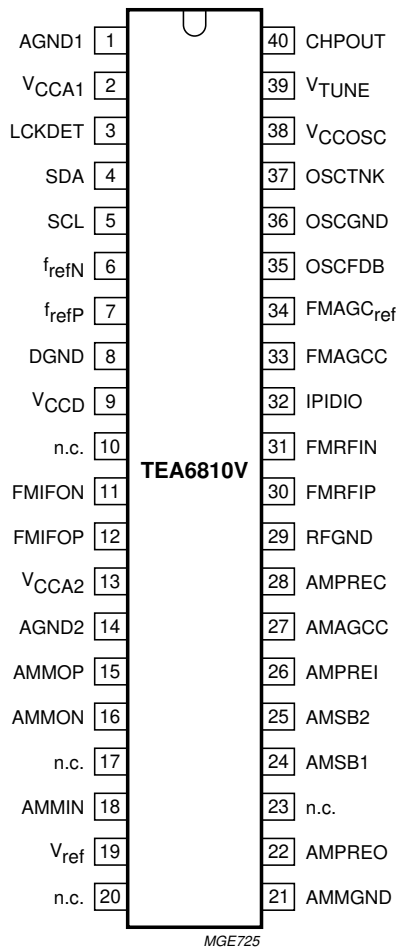 AGND1 1
VCCA1 2
LCKDET 3
SDA 4
SCL 5
frefN 6
frefP 7
DGND 8
VCCD 9
n.c. 10
FMIFON 11
FMIFOP 12
VCCA2 13
AGND2 14
AMMOP 15
AMMON 16
n.c. 17
AMMIN 18
Vref 19
n.c. 20
TEA6810V
40 CHPOUT
39 VTUNE
38 VCCOSC
37 OSCTNK
36 OSCGND
35 OSCFDB
34 FMAGCref
33 FMAGCC
32 IPIDIO
31 FMRFIN
30 FMRFIP
29 RFGND
28 AMPREC
27 AMAGCC
26 AMPREI
25 AMSB2
24 AMSB1
23 n.c.
22 AMPREO
21 AMMGND
MGE725